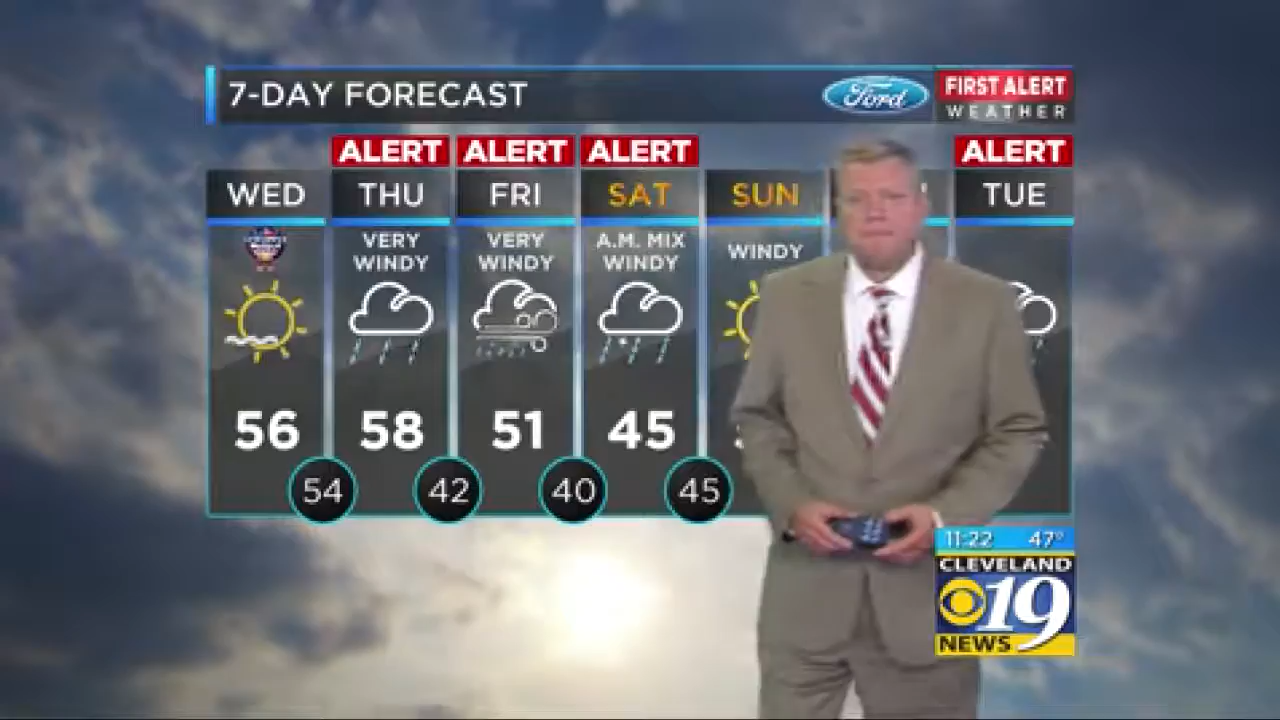 7-DAY FORECAST
Ford
FIRST ALERT
WEATHER
ALERT ALERT ALERT ALERT
WED THU FRI SAT SUN TUE
VERY WINDY
VERY WINDY
A.M. MIX WINDY
WINDY
56 58 51 45
54 42 40 45
11:22 47°
CLEVELAND
19
NEWS